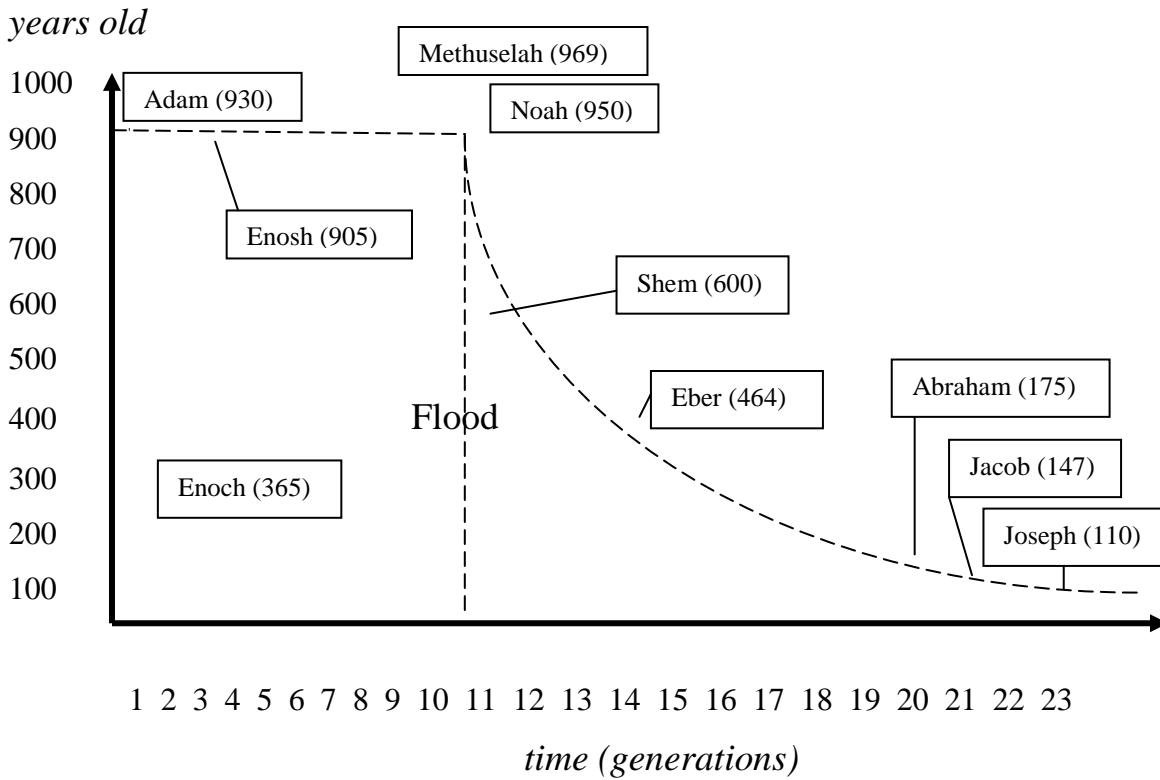 years old
Methuselah (969)
1000
Adam (930)
Noah (950)
900
800
Enosh (905)
700
Shem (600)
600
500
Eber (464)
Abraham (175)
400
Flood
Jacob (147)
300
Enoch (365)
200
Joseph (110)
100
1 2 3 4 5 6 7 8 9 10 11 12 13 14 15 16 17 18 19 20 21 22 23
time (generations)